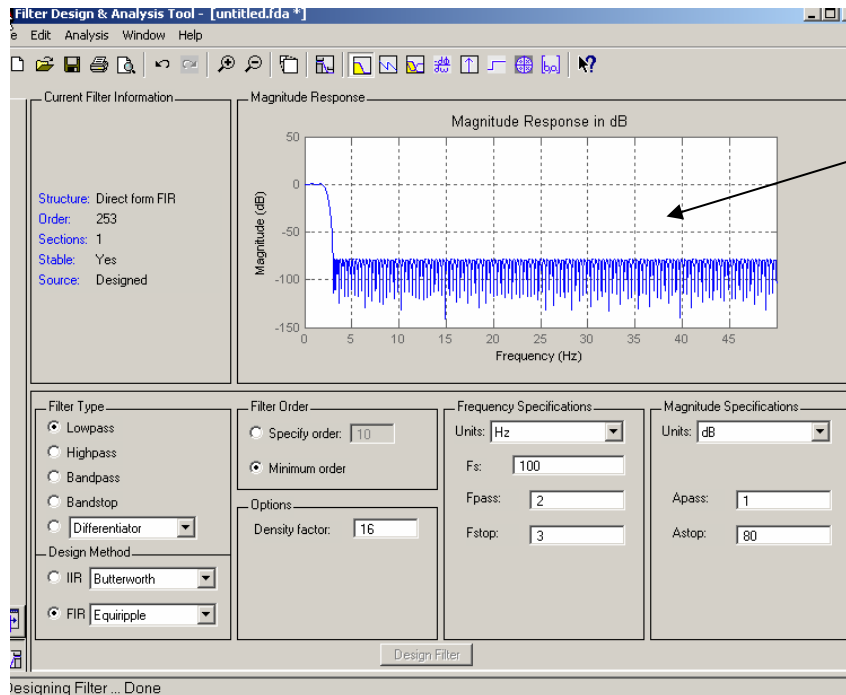 Filter Design & Analysis Tool - [untitled.fda *]
Edit Analysis Window Help
Current Filter Information
Structure: Direct form FIR
Order: 253
Sections: 1
Stable: Yes
Source: Designed
Magnitude Response
Magnitude Response in dB
50
0
-50
-100
-150
Magnitude (dB)
0 5 10 15 20 25 30 35 40 45
Frequency (Hz)
Filter Type
Lowpass
Highpass
Bandpass
Bandstop
Differentiator
Design Method
IIR Butterworth
FIR Equiripple
Filter Order
Specify order: 10
Minimum order
Options
Density factor: 16
Frequency Specifications
Units: Hz
Fs: 100
Fpass: 2
Fstop: 3
Magnitude Specifications
Units: dB
Apass: 1
Astop: 80
Design Filter
Designing Filter ... Done